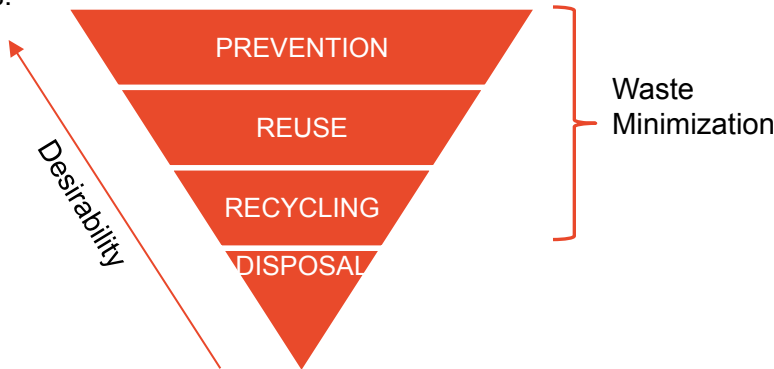 s.
PREVENTION
REUSE
RECYCLING
DISPOSAL
Desirability
Waste
Minimization